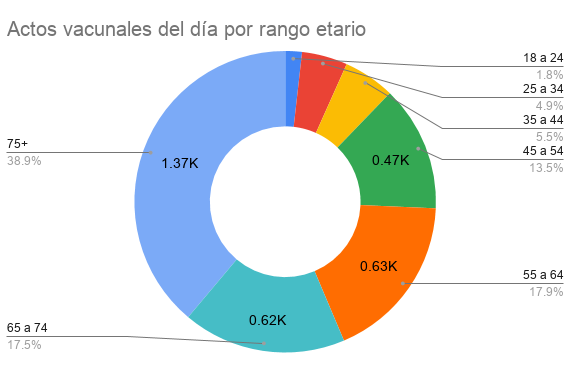 Actos vacunales del día por rango etario
18 a 24
1.8%
25 a 34
4.9%
35 a 44
5.5%
45 a 54
13.5%
75+
38.9%
1.37K
0.47K
0.63K
55 a 64
17.9%
0.62K
65 a 74
17.5%